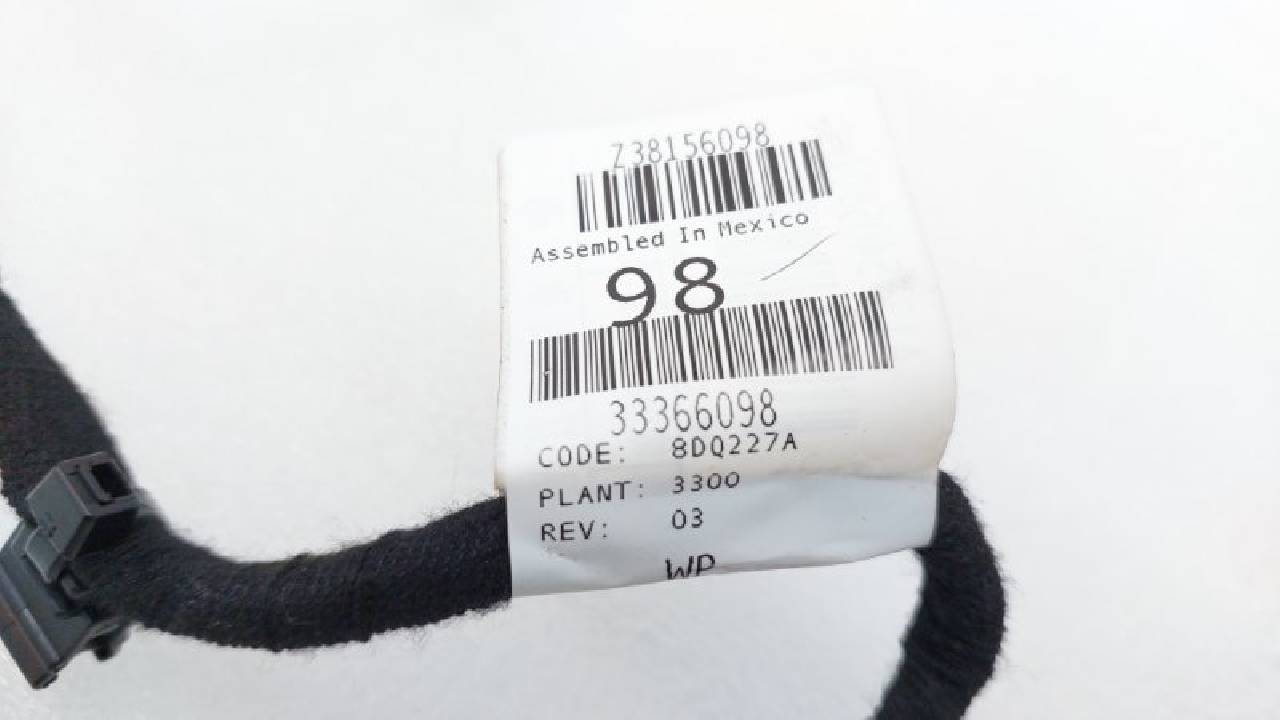 Z38156098
Assembled In Mexico
98
33366098
CODE: 8DQ227A
PLANT: 3300
REV: 03
WP